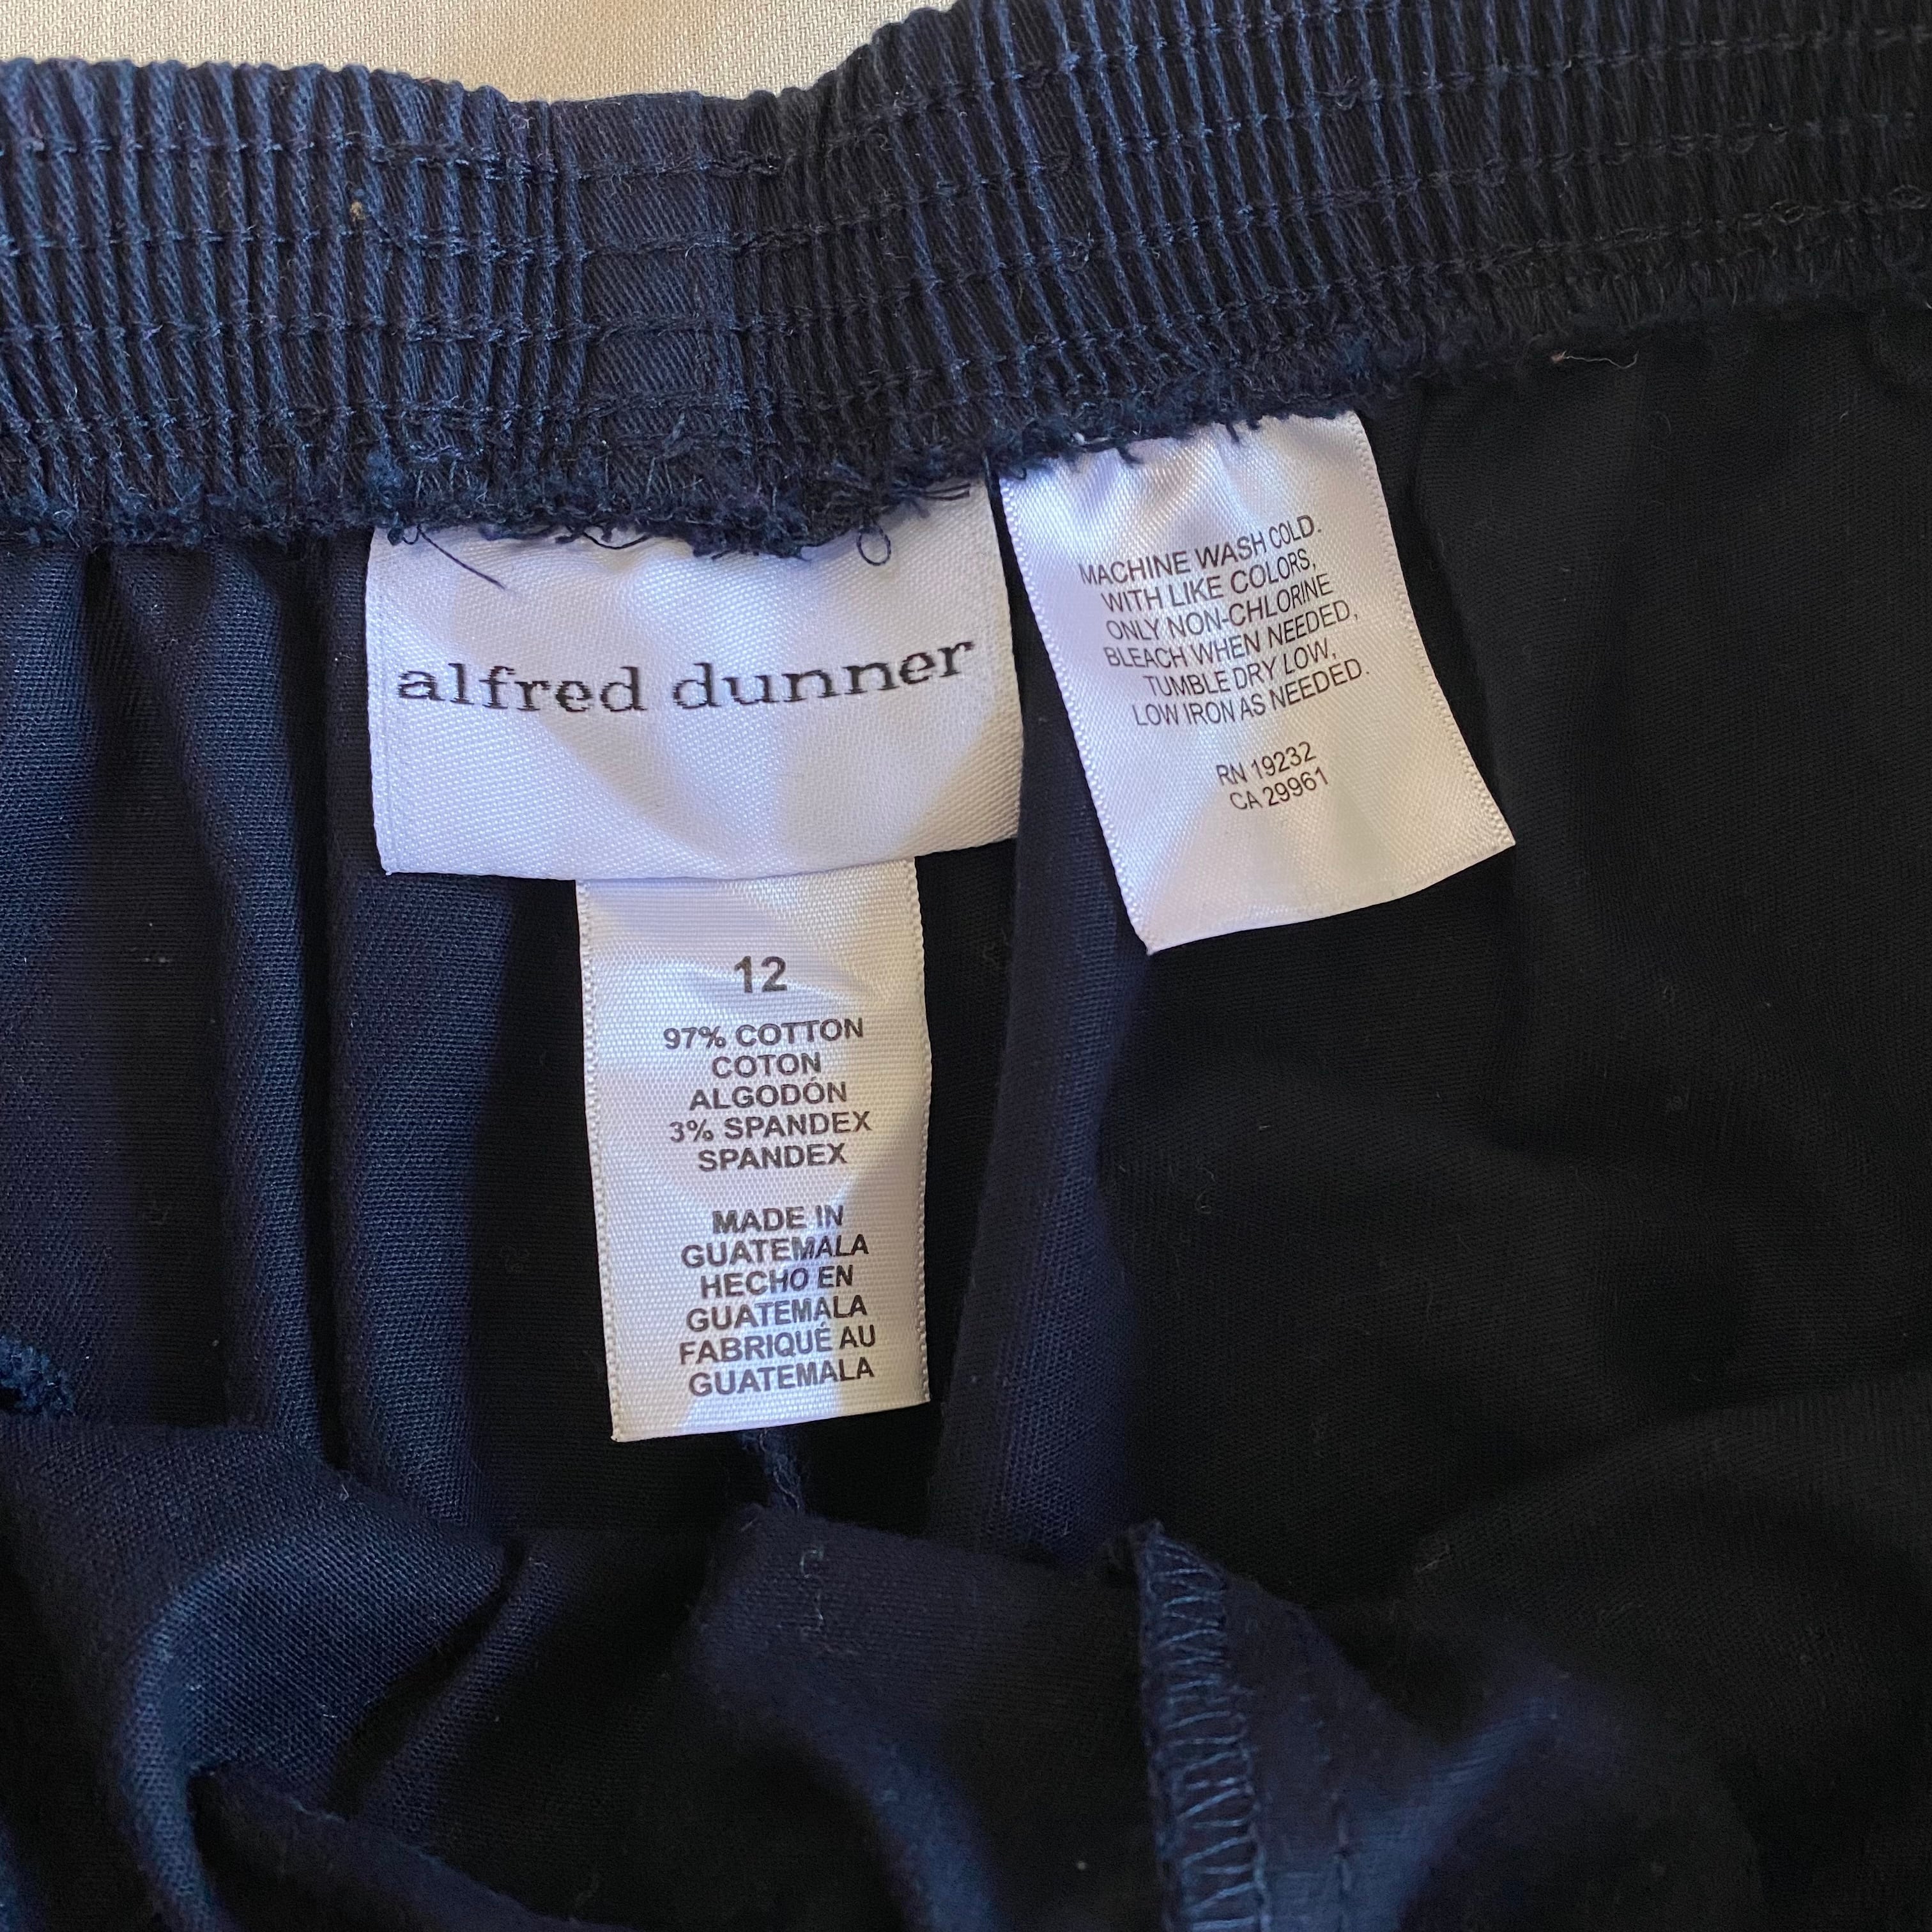 alfred dunner
12
97% COTTON
COTON
ALGODÓN
3% SPANDEX
SPANDEX
MADE IN
GUATEMALA
HECHO EN
GUATEMALA
FABRIQUÉ AU
GUATEMALA
MACHINE WASH COLD.
WITH LIKE COLORS,
ONLY NON-CHLORINE
BLEACH WHEN NEEDED,
TUMBLE DRY LOW,
LOW IRON AS NEEDED.
RN 19232
CA 29961